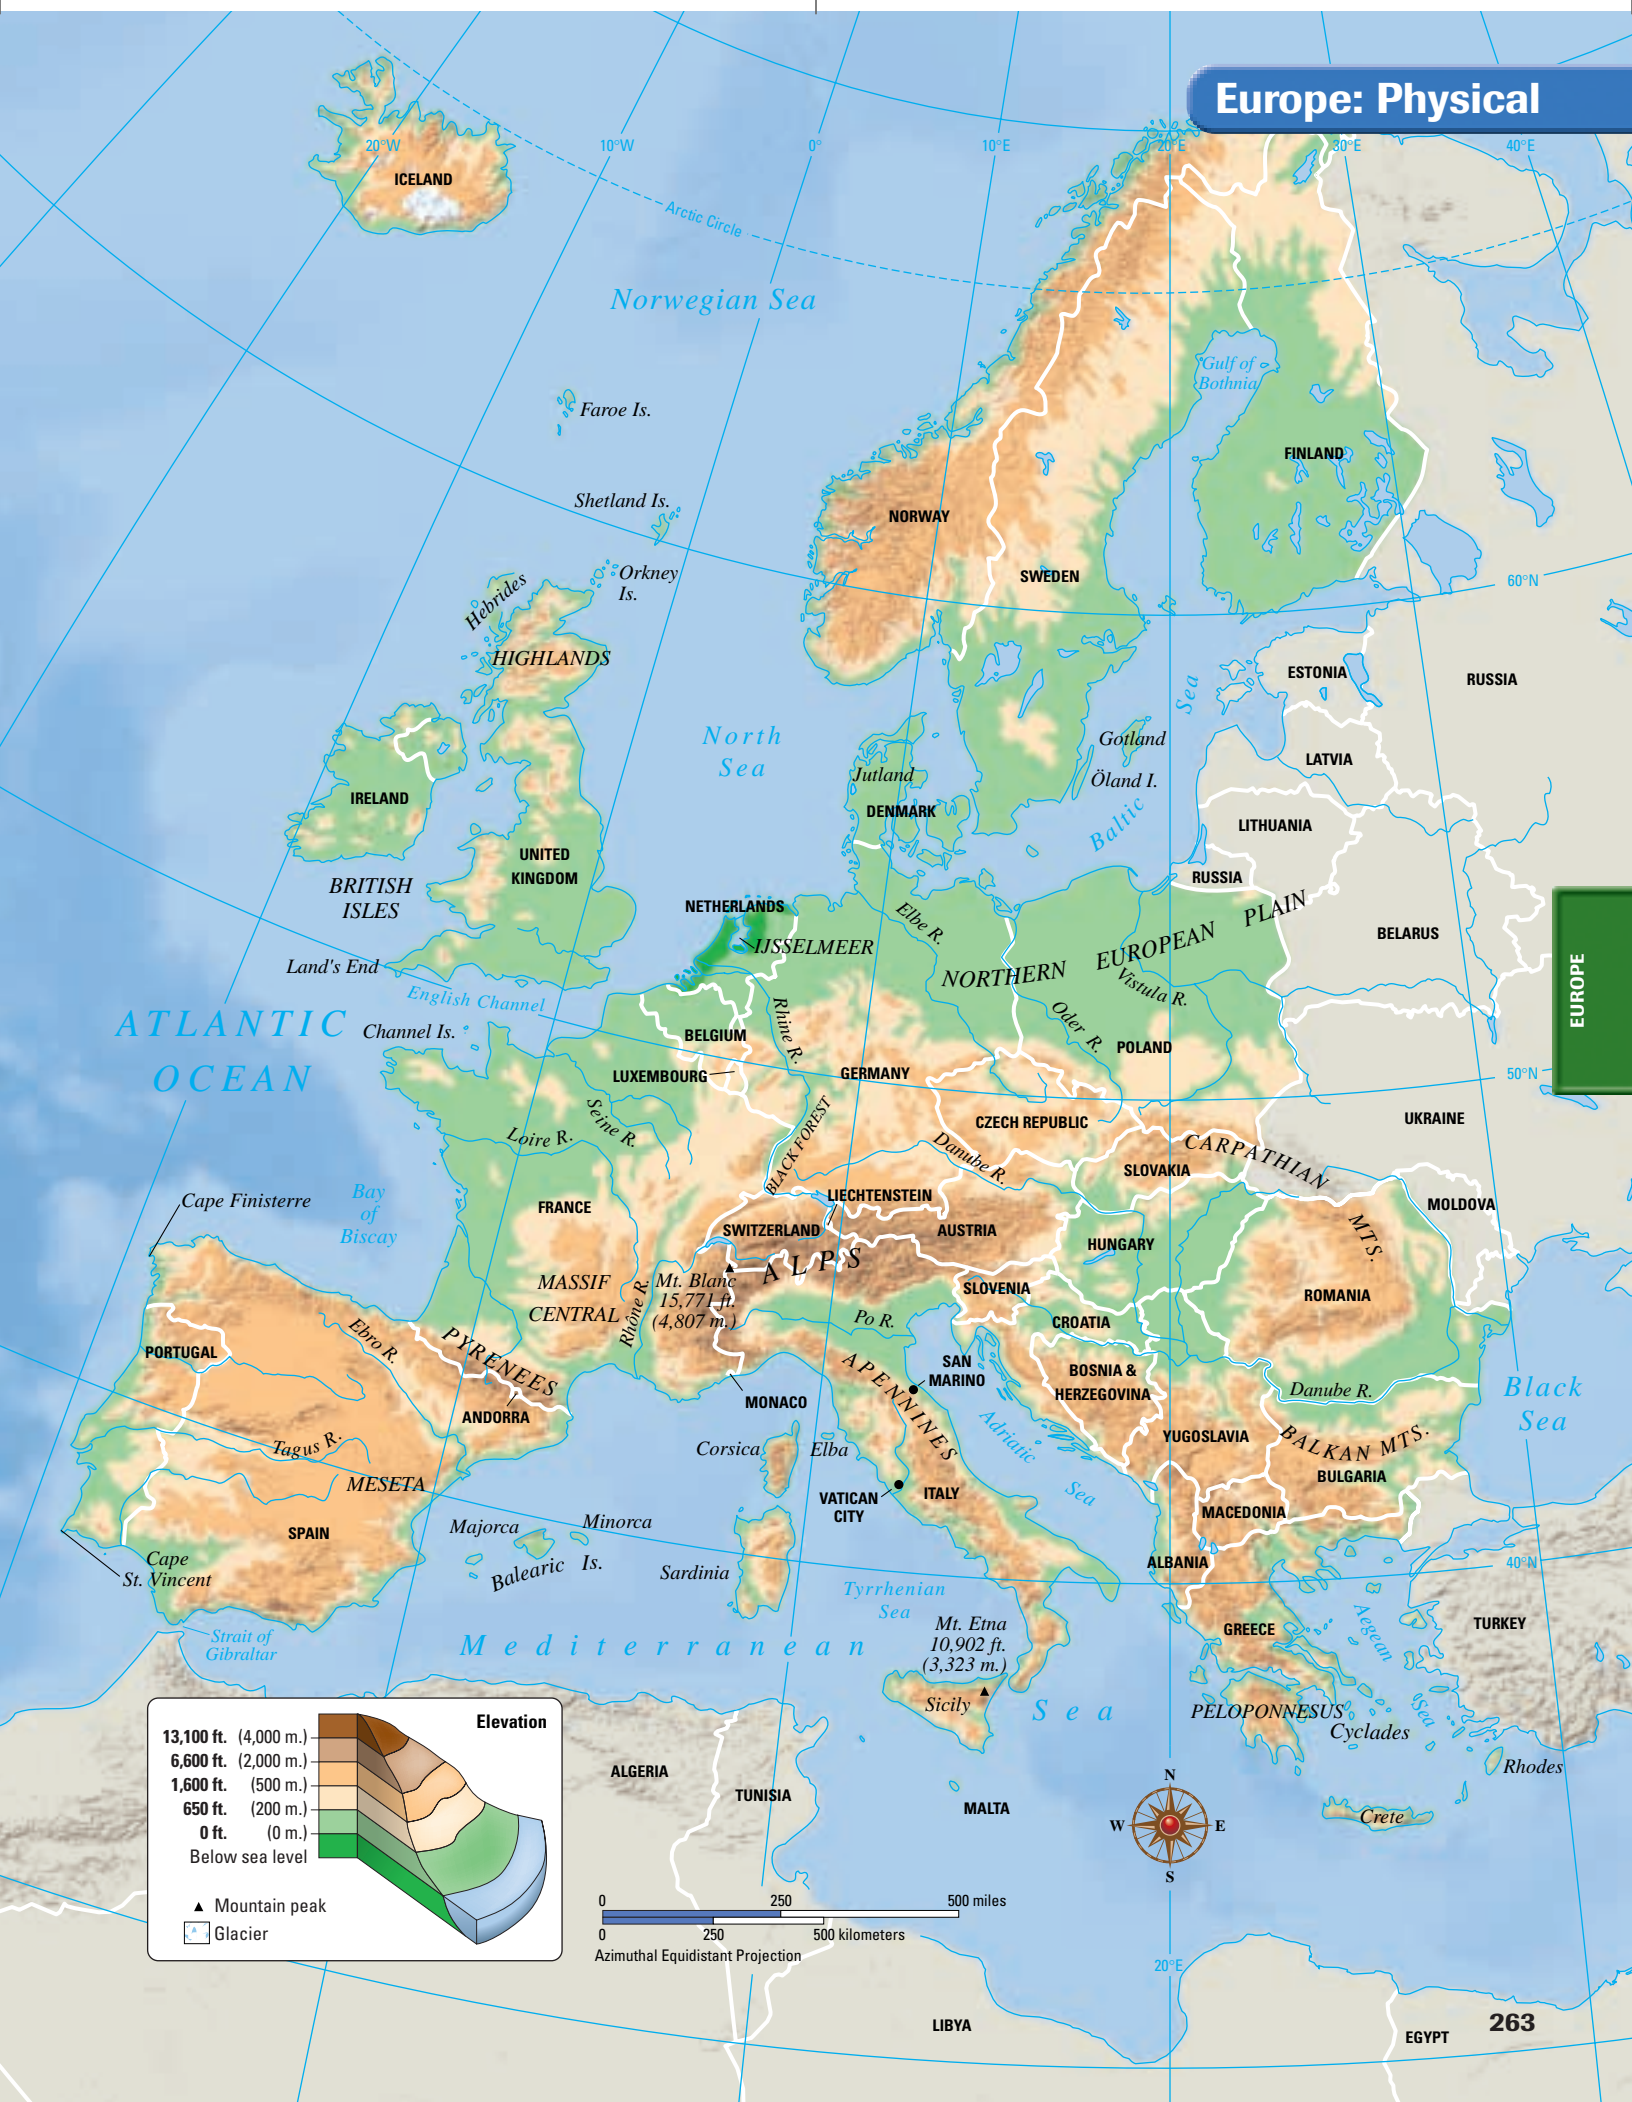 Europe: Physical
20°W
10°W
0°
10°E
20°E
30°E
40°E
ICELAND
Arctic Circle
Norwegian Sea
Gulf of
Bothnia
Faroe Is.
FINLAND
Shetland Is.
NORWAY
Orkney
Is.
Hebrides
SWEDEN
60°N
HIGHLANDS
ESTONIA
RUSSIA
North
Sea
Baltic
Sea
Gotland
LATVIA
Jutland
Öland I.
IRELAND
DENMARK
LITHUANIA
UNITED
KINGDOM
BRITISH
ISLES
RUSSIA
NETHERLANDS
IJSSELMEER
Elbe R.
NORTHERN EUROPEAN PLAIN
BELARUS
EUROPE
Land's End
English Channel
Vistula R.
ATLANTIC
OCEAN
Channel Is.
Rhine R.
Oder R.
BELGIUM
POLAND
LUXEMBOURG
GERMANY
50°N
Seine R.
Loire R.
BLACK FOREST
CZECH REPUBLIC
UKRAINE
Danube R.
CARPATHIAN
MTS.
SLOVAKIA
Cape Finisterre
Bay
of
Biscay
FRANCE
LIECHTENSTEIN
MOLDOVA
SWITZERLAND
AUSTRIA
HUNGARY
ALPS
MASSIF
CENTRAL
Rhône R.
Mt. Blanc
15,771 ft.
(4,807 m.)
SLOVENIA
ROMANIA
Po R.
CROATIA
PORTUGAL
Ebro R.
PYRENEES
APENNINES
SAN
MARINO
BOSNIA &
HERZEGOVINA
Danube R.
Black
Sea
ANDORRA
MONACO
Adriatic
Sea
YUGOSLAVIA
BALKAN MTS.
Tagus R.
Corsica
Elba
BULGARIA
MESETA
VATICAN
CITY
ITALY
MACEDONIA
SPAIN
Majorca
Minorca
Balearic Is.
Sardinia
Cape
St. Vincent
ALBANIA
40°N
Tyrrhenian
Sea
Aegean
Sea
Strait of
Gibraltar
Mediterranean
Sea
Mt. Etna
10,902 ft.
(3,323 m.)
GREECE
TURKEY
Sicily
PELOPONNESUS
Cyclades
Rhodes
Elevation
13,100 ft. (4,000 m.)
6,600 ft. (2,000 m.)
1,600 ft. (500 m.)
650 ft. (200 m.)
0 ft. (0 m.)
Below sea level
Mountain peak
Glacier
ALGERIA
TUNISIA
MALTA
N
W
E
S
Crete
0 250 500 miles
0 250 500 kilometers
Azimuthal Equidistant Projection
20°E
LIBYA
EGYPT
263